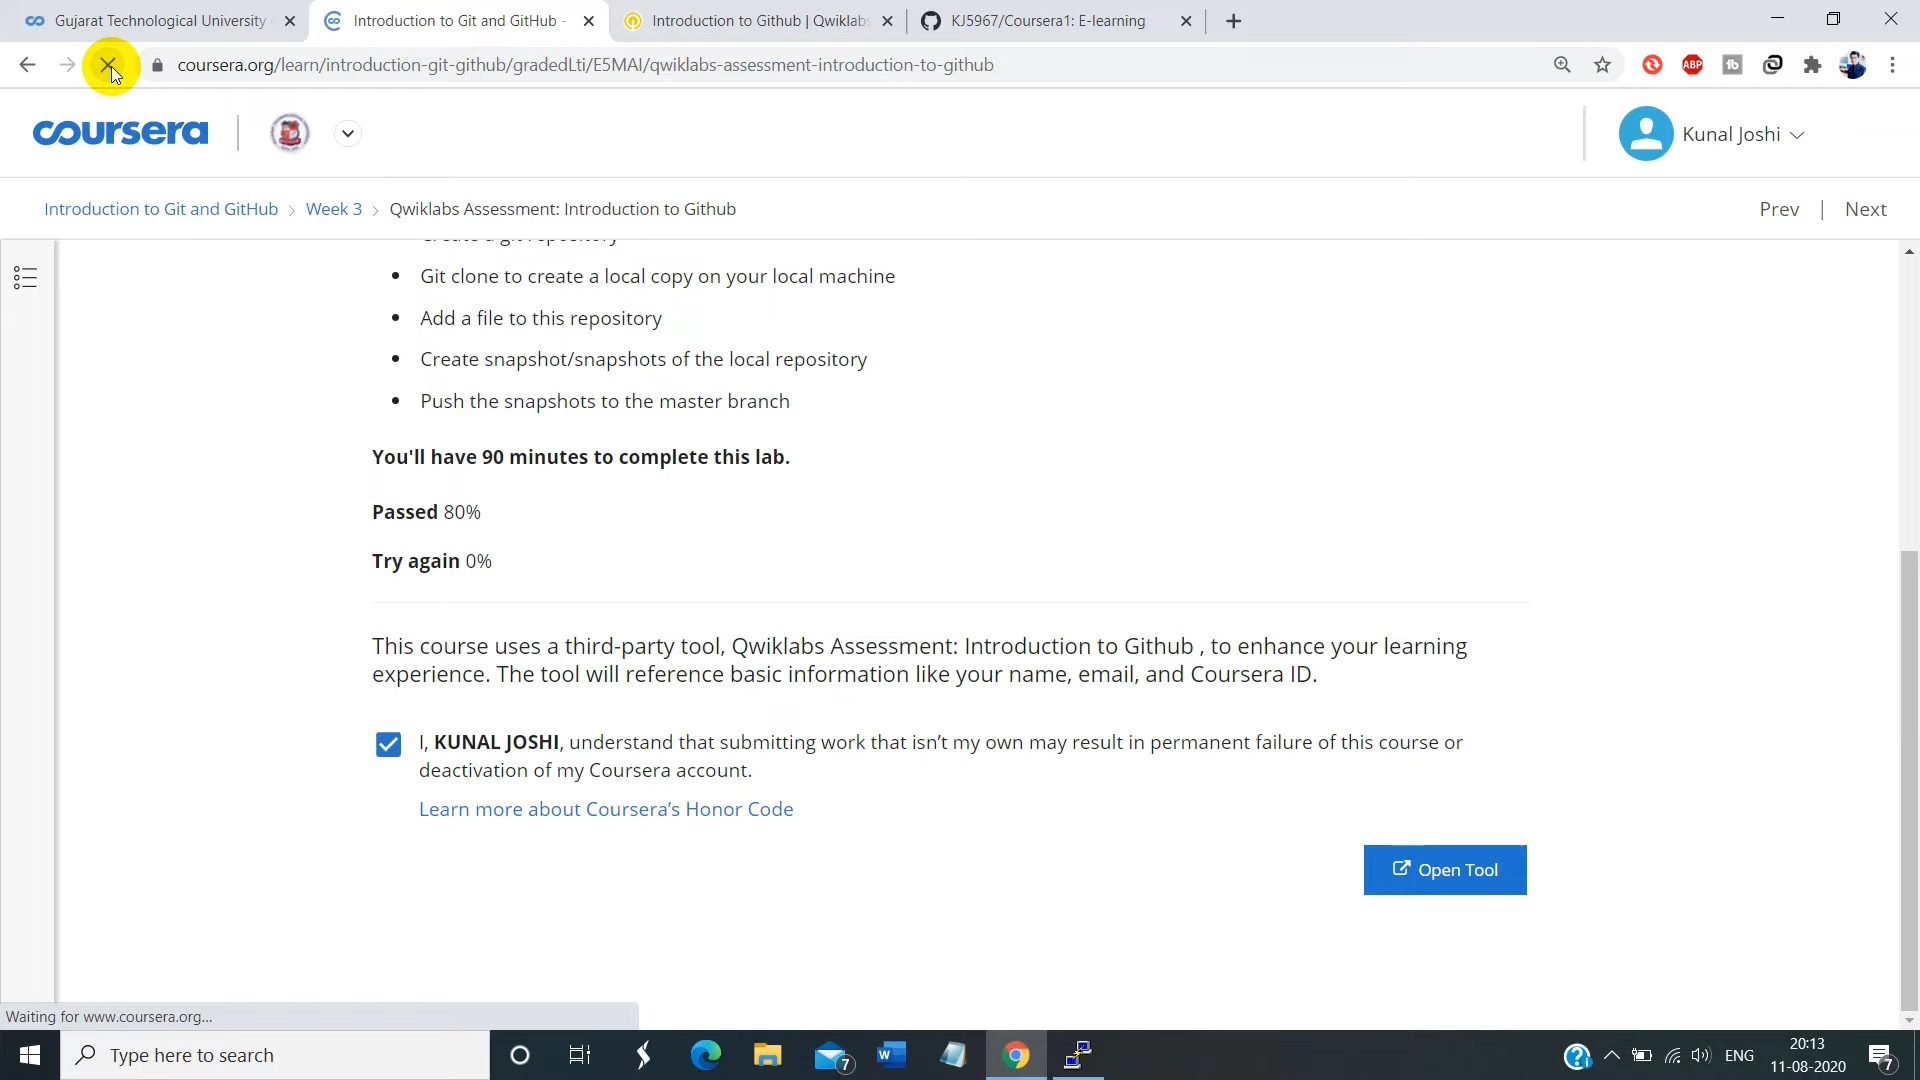 Gujarat Technological University
Introduction to Git and GitHub -
Introduction to Github | Qwiklabs
KJ5967/Coursera1: E-learning
coursera.org/learn/introduction-git-github/gradedLti/E5MAI/qwiklabs-assessment-introduction-to-github
ABP
coursera
Kunal Joshi
Introduction to Git and GitHub > Week 3 > Qwiklabs Assessment: Introduction to Github
Prev | Next
Create a git repository
• Git clone to create a local copy on your local machine
• Add a file to this repository
• Create snapshot/snapshots of the local repository
• Push the snapshots to the master branch
You'll have 90 minutes to complete this lab.
Passed 80%
Try again 0%
This course uses a third-party tool, Qwiklabs Assessment: Introduction to Github , to enhance your learning
experience. The tool will reference basic information like your name, email, and Coursera ID.
I, KUNAL JOSHI, understand that submitting work that isn’t my own may result in permanent failure of this course or
deactivation of my Coursera account.
Learn more about Coursera’s Honor Code
Open Tool
Waiting for www.coursera.org...
Type here to search
7
W
ENG
20:13
11-08-2020
7